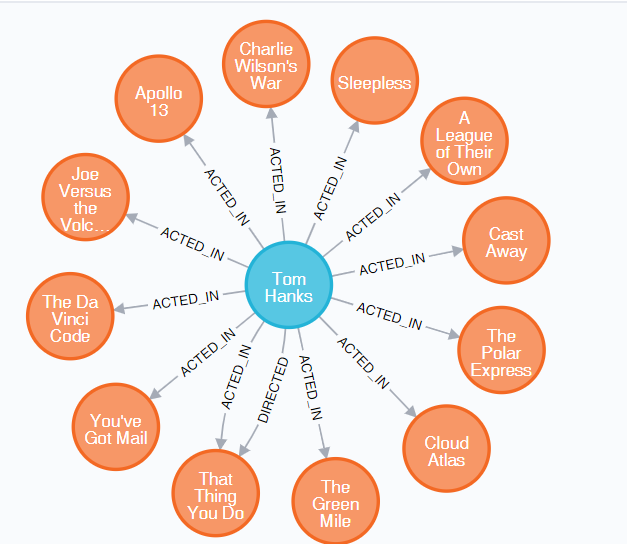 Charlie
Wilson's
War
Sleepless
Apollo
13
A
League
of Their
Own
Joe
Versus
the
Volc...
Cast
Away
Tom
Hanks
The Da
Vinci
Code
The
Polar
Express
You've
Got Mail
Cloud
Atlas
That
Thing
You Do
The
Green
Mile
ACTED_IN
ACTED_IN
ACTED_IN
ACTED_IN
ACTED_IN
ACTED_IN
ACTED_IN
ACTED_IN
ACTED_IN
ACTED_IN
ACTED_IN
DIRECTED
ACTED_IN